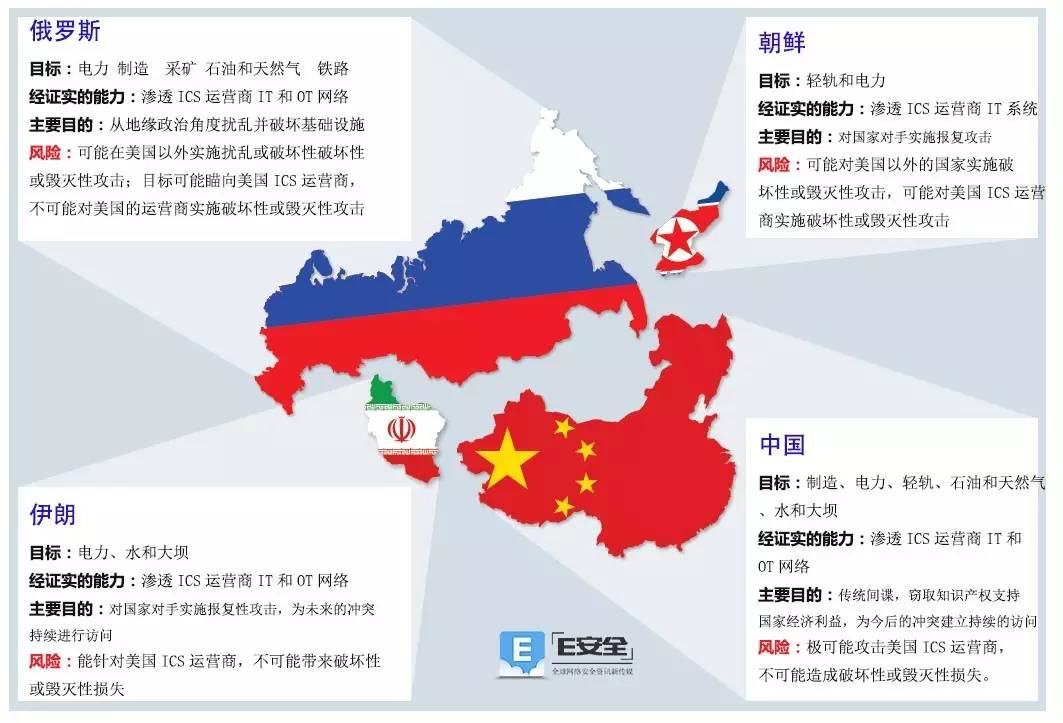 俄罗斯
目标：电力 制造 采矿 石油和天然气 铁路
经证实的能力：渗透 ICS 运营商 IT 和 OT 网络
主要目的：从地缘政治角度扰乱并破坏基础设施
风险：可能在美国以外实施扰乱或破坏性破坏性
或毁灭性攻击；目标可能瞄向美国 ICS 运营商，
不可能对美国的运营商实施破坏性或毁灭性攻击
朝鲜
目标：轻轨和电力
经证实的能力：渗透 ICS 运营商 IT 系统
主要目的：对国家对手实施报复攻击
风险：可能对美国以外的国家实施破
坏性或毁灭性攻击，可能对美国 ICS 运营
商实施破坏性或毁灭性攻击
伊朗
目标：电力、水和大坝
经证实的能力：渗透 ICS 运营商 IT 和 OT 网络
主要目的：对国家对手实施报复性攻击，为未来的冲突
持续进行访问
风险：能针对美国 ICS 运营商，不可能带来破坏性
或毁灭性损失
中国
目标：制造、电力、轻轨、石油和天然气
、水和大坝
经证实的能力：渗透 ICS 运营商 IT 和
OT 网络
主要目的：传统间谍，窃取知识产权支持
国家经济利益，为今后的冲突建立持续的访问
风险：极可能攻击美国 ICS 运营商，
不可能造成破坏性或毁灭性损失。
E
E安全
全球网络安全资讯新传媒